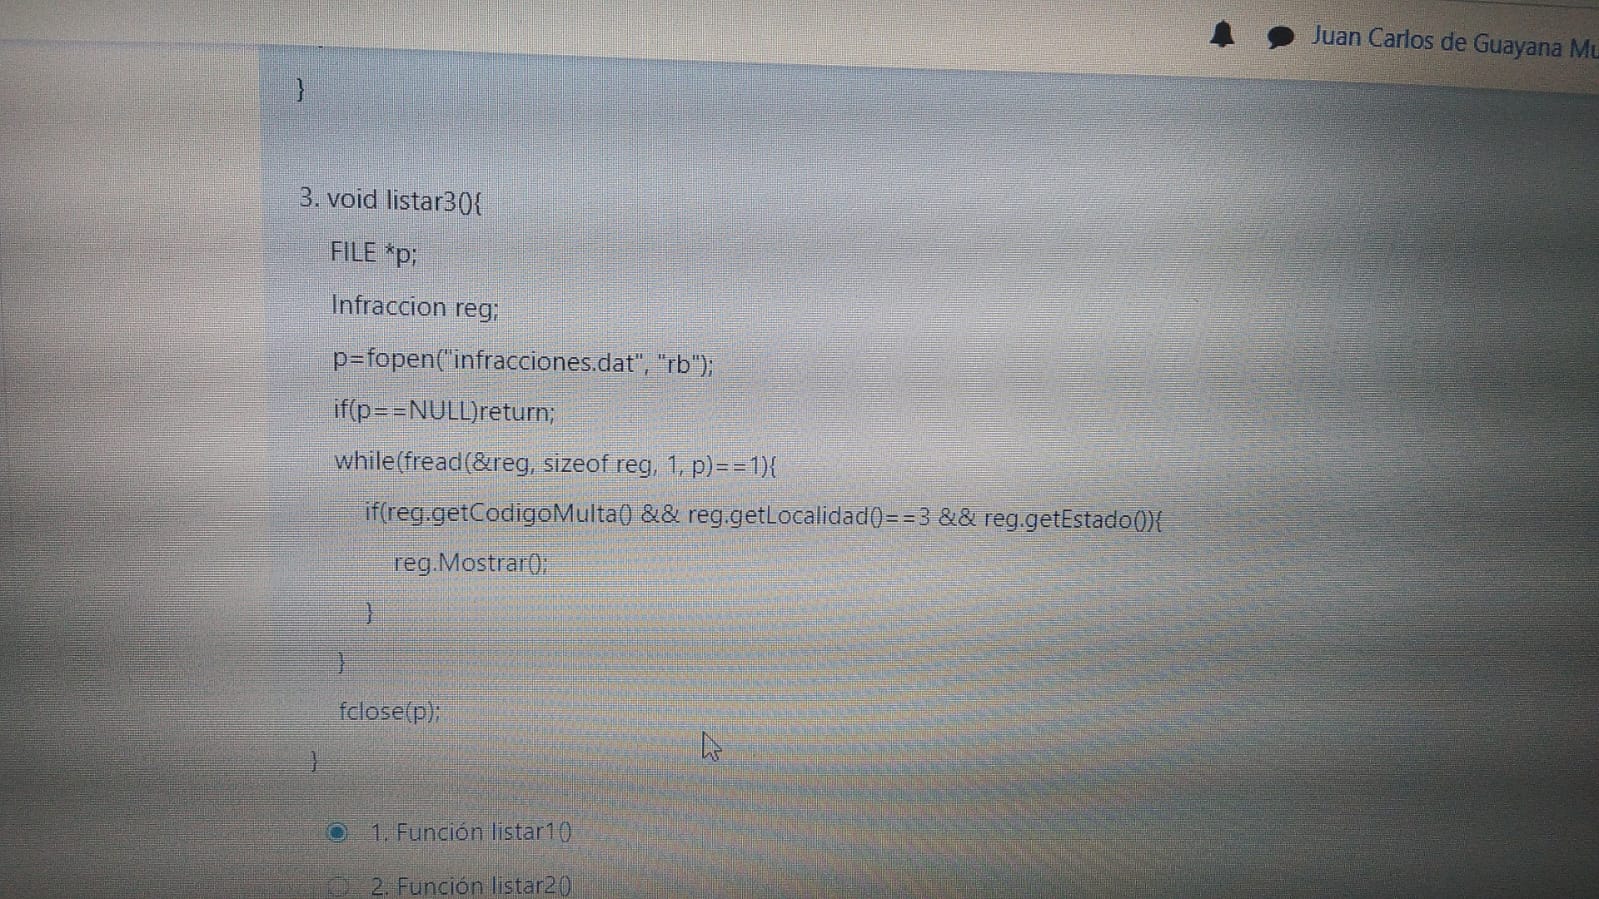 Juan Carlos de Guayana Mu
}
3. void listar3(){
FILE *p;
Infraccion reg;
p=fopen("infracciones.dat", "rb");
if(p==NULL)return;
while(fread(&reg, sizeof reg, 1, p)==1){
if(reg.getCodigoMulta() && reg.getLocalidad()==3 && reg.getEstado()){
reg.Mostrar();
}
}
fclose(p);
}
1. Función listar1()
2. Función listar2()